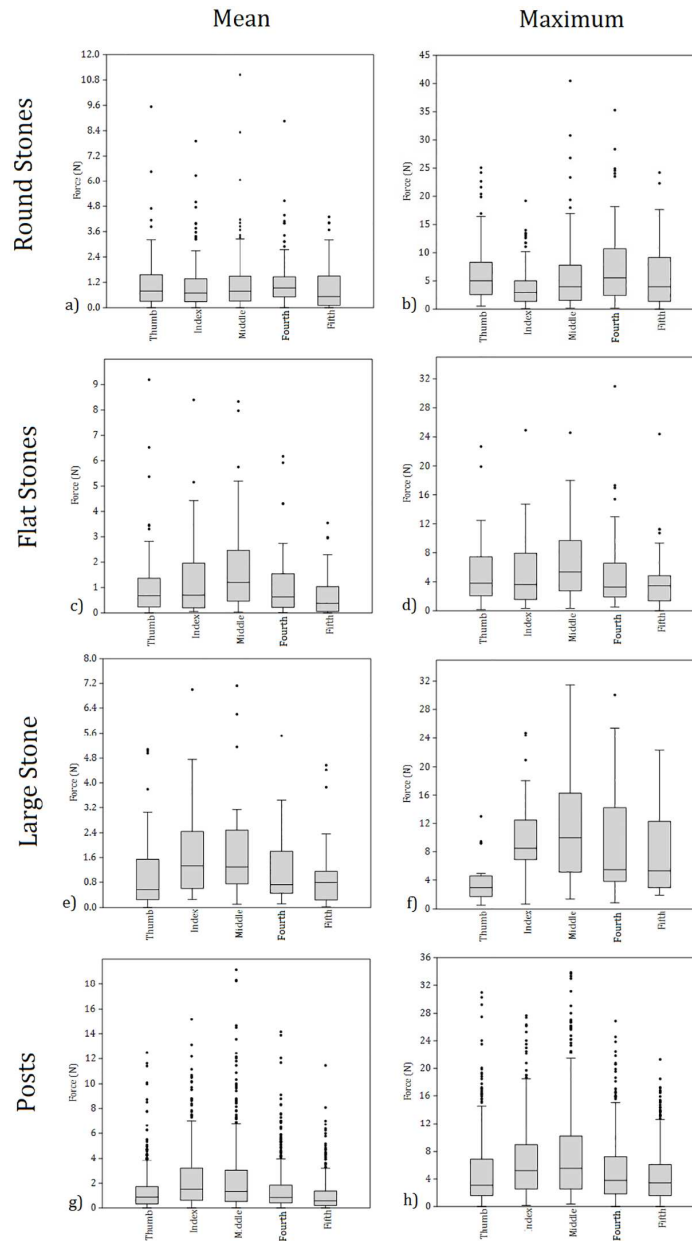 Mean Maximum
Round Stones
Force (N)
12.0
10.8
9.6
8.4
7.2
6.0
4.8
3.6
2.4
1.2
0.0
a)
Thumb Index Middle Fourth Fifth
Force (N)
45
40
35
30
25
20
15
10
5
0
b)
Thumb Index Middle Fourth Fifth
Flat Stones
Force (N)
9
8
7
6
5
4
3
2
1
0
c)
Thumb Index Middle Fourth Fifth
Force (N)
32
28
24
20
16
12
8
4
0
d)
Thumb Index Middle Fourth Fifth
Large Stone
Force (N)
8.0
7.2
6.4
5.6
4.8
4.0
3.2
2.4
1.6
0.8
0.0
e)
Thumb Index Middle Fourth Fifth
Force (N)
32
28
24
20
16
12
8
4
0
f)
Thumb Index Middle Fourth Fifth
Posts
Force (N)
18
16
14
12
10
8
6
4
2
0
g)
Thumb Index Middle Fourth Fifth
Force (N)
36
32
28
24
20
16
12
8
4
0
h)
Thumb Index Middle Fourth Fifth